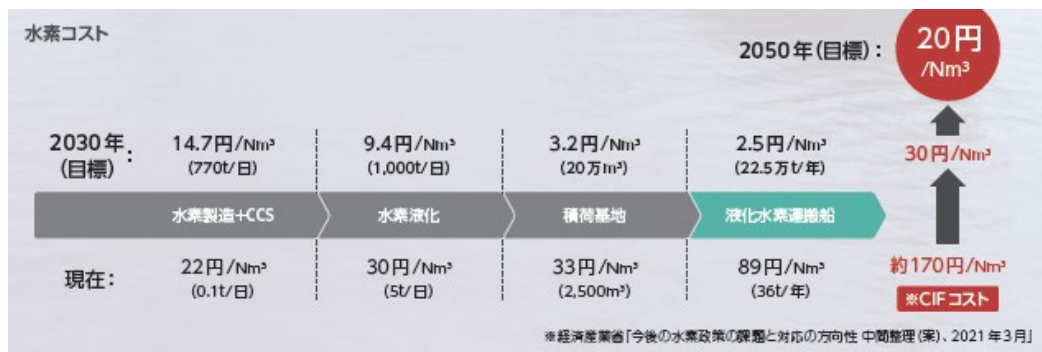 水素コスト
2050年(目標):
20円
/Nm³
2030年
(目標)
:
14.7円/Nm³
(770t/日)
9.4円/Nm³
(1,000t/日)
3.2円/Nm³
(20万m³)
2.5円/Nm³
(22.5万t/年)
30円/Nm³
水素製造+CCS
水素液化
積荷基地
液化水素運搬船
現在:
22円/Nm³
(0.1t/日)
30円/Nm³
(5t/日)
33円/Nm³
(2,500m³)
89円/Nm³
(36t/年)
約170円/Nm³
※CIFコスト
※経済産業省「今後の水素政策の課題と対応の方向性 中間整理(案)、2021年3月」